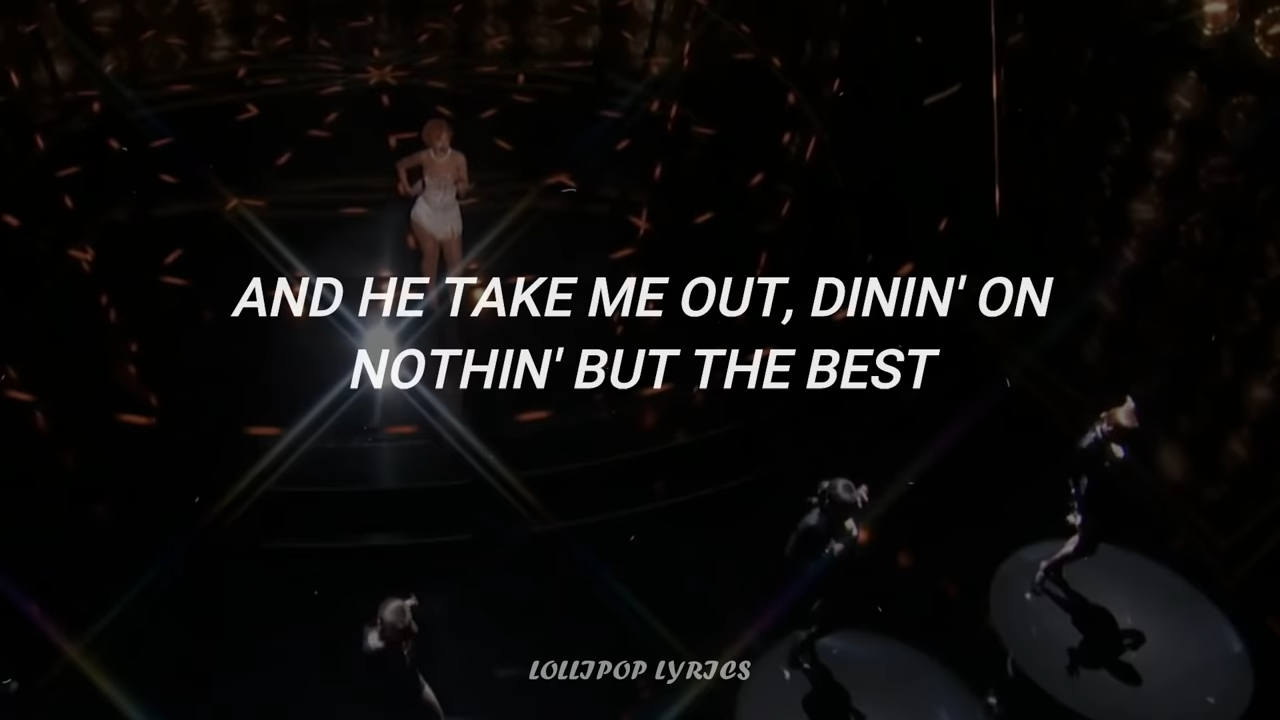 AND HE TAKE ME OUT, DININ' ON
NOTHIN' BUT THE BEST
LOLLIPOP LYRICS